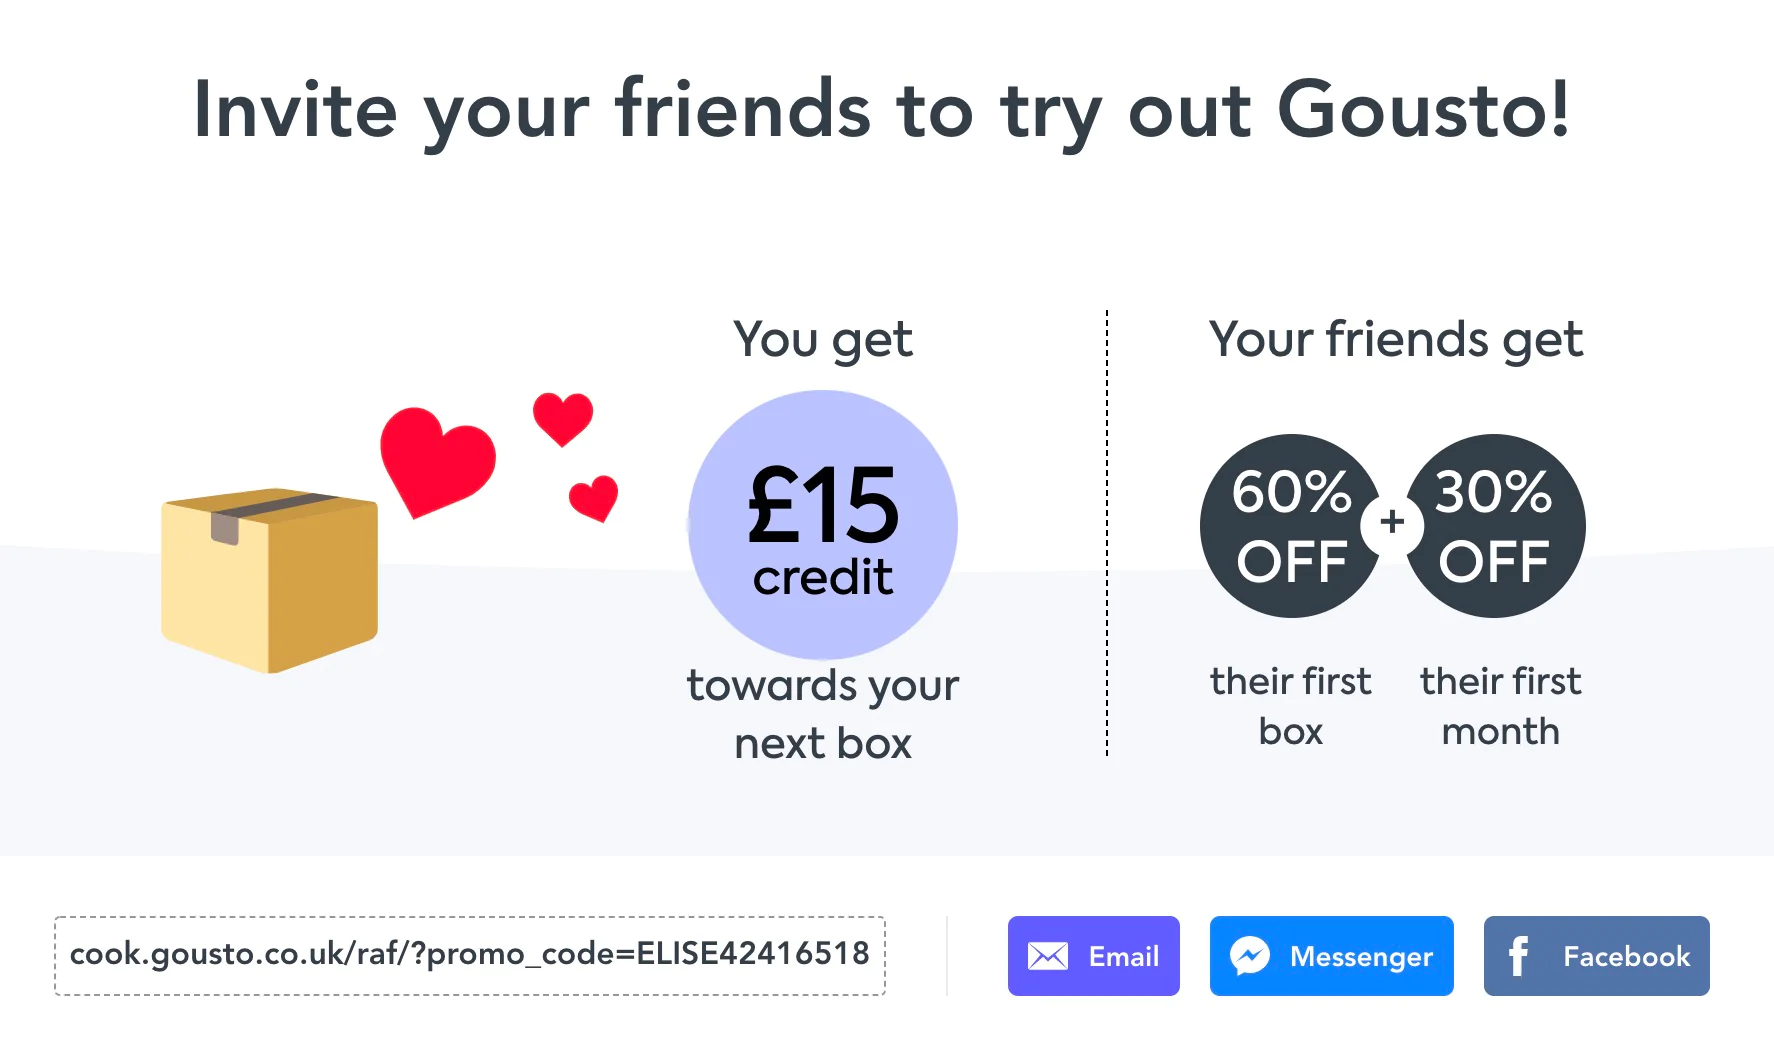 Invite your friends to try out Gousto!
You get
£15
credit
towards your
next box
Your friends get
60%
OFF
+
30%
OFF
their first
box
their first
month
cook.gousto.co.uk/raf/?promo_code=ELISE42416518
Email
Messenger
Facebook